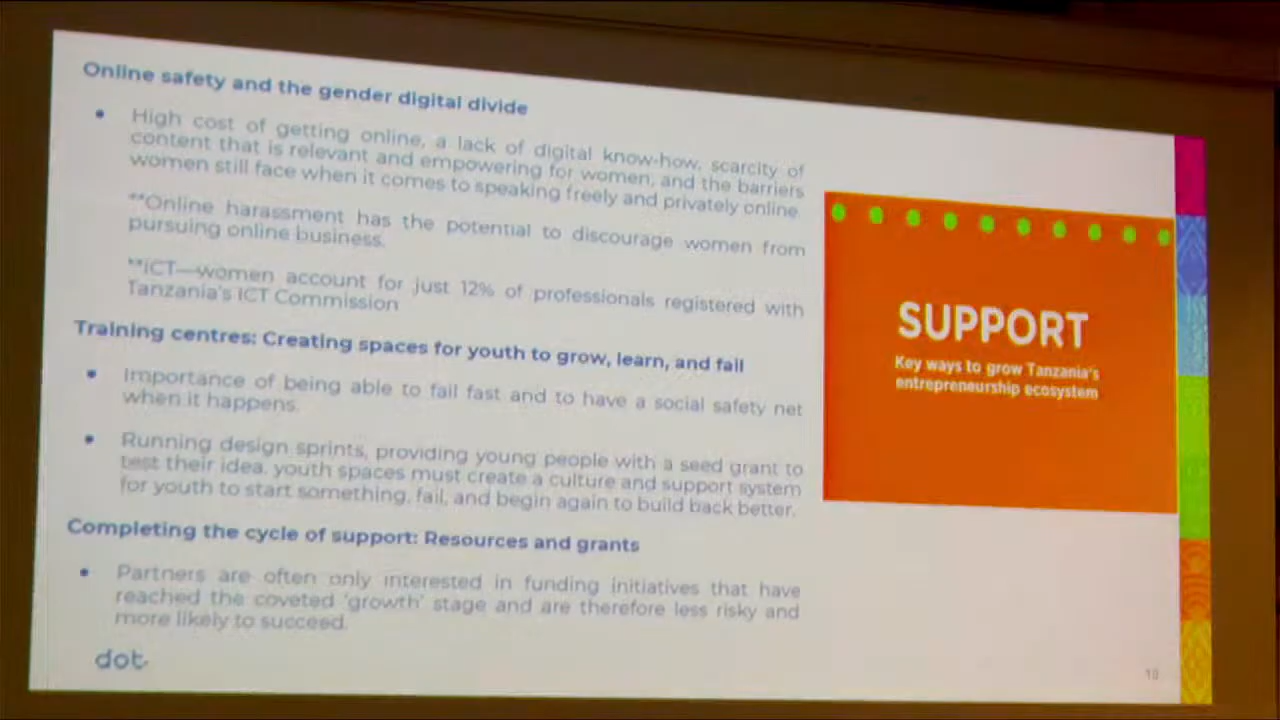 Online safety and the gender digital divide
• High cost of getting online, a lack of digital know-how, scarcity of
content that is relevant and empowering for women, and the barriers
women still face when it comes to speaking freely and privately online.
**Online harassment has the potential to discourage women from
pursuing online business.
**ICT—women account for just 12% of professionals registered with
Tanzania's ICT Commission
Training centres: Creating spaces for youth to grow, learn, and fail
• Importance of being able to fail fast and to have a social safety net
when it happens.
• Running design sprints, providing young people with a seed grant to
test their idea, youth spaces must create a culture and support system
for youth to start something, fail, and begin again to build back better.
Completing the cycle of support: Resources and grants
• Partners are often only interested in funding initiatives that have
reached the coveted 'growth' stage and are therefore less risky and
more likely to succeed.
dot.
SUPPORT
Key ways to grow Tanzania's
entrepreneurship ecosystem